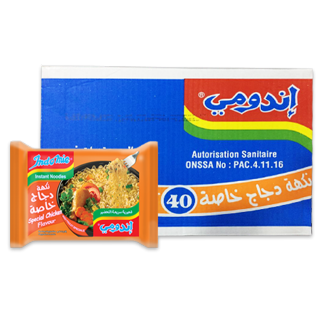 إندومي
Autorisation Sanitaire
ONSSA No : PAC.4.11.16
نكهة دجاج خاصة 40
Indomie
Instant Noodles
نكهة
دجاج
خاصة
Special Chicken
Flavour
إندومي